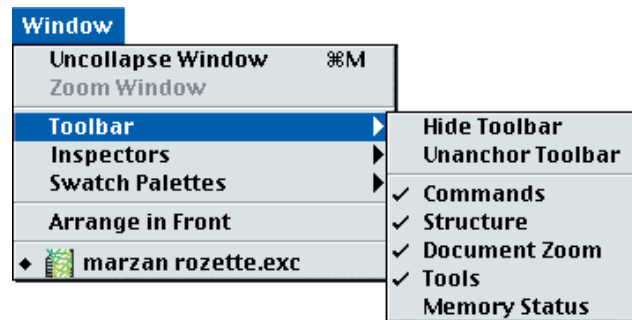 Window
Uncollapse Window ⌘M
Zoom Window
Toolbar
Inspectors
Swatch Palettes
Arrange in Front
◆ marzan rozette.exc
Hide Toolbar
Unanchor Toolbar
✓ Commands
✓ Structure
✓ Document Zoom
✓ Tools
Memory Status